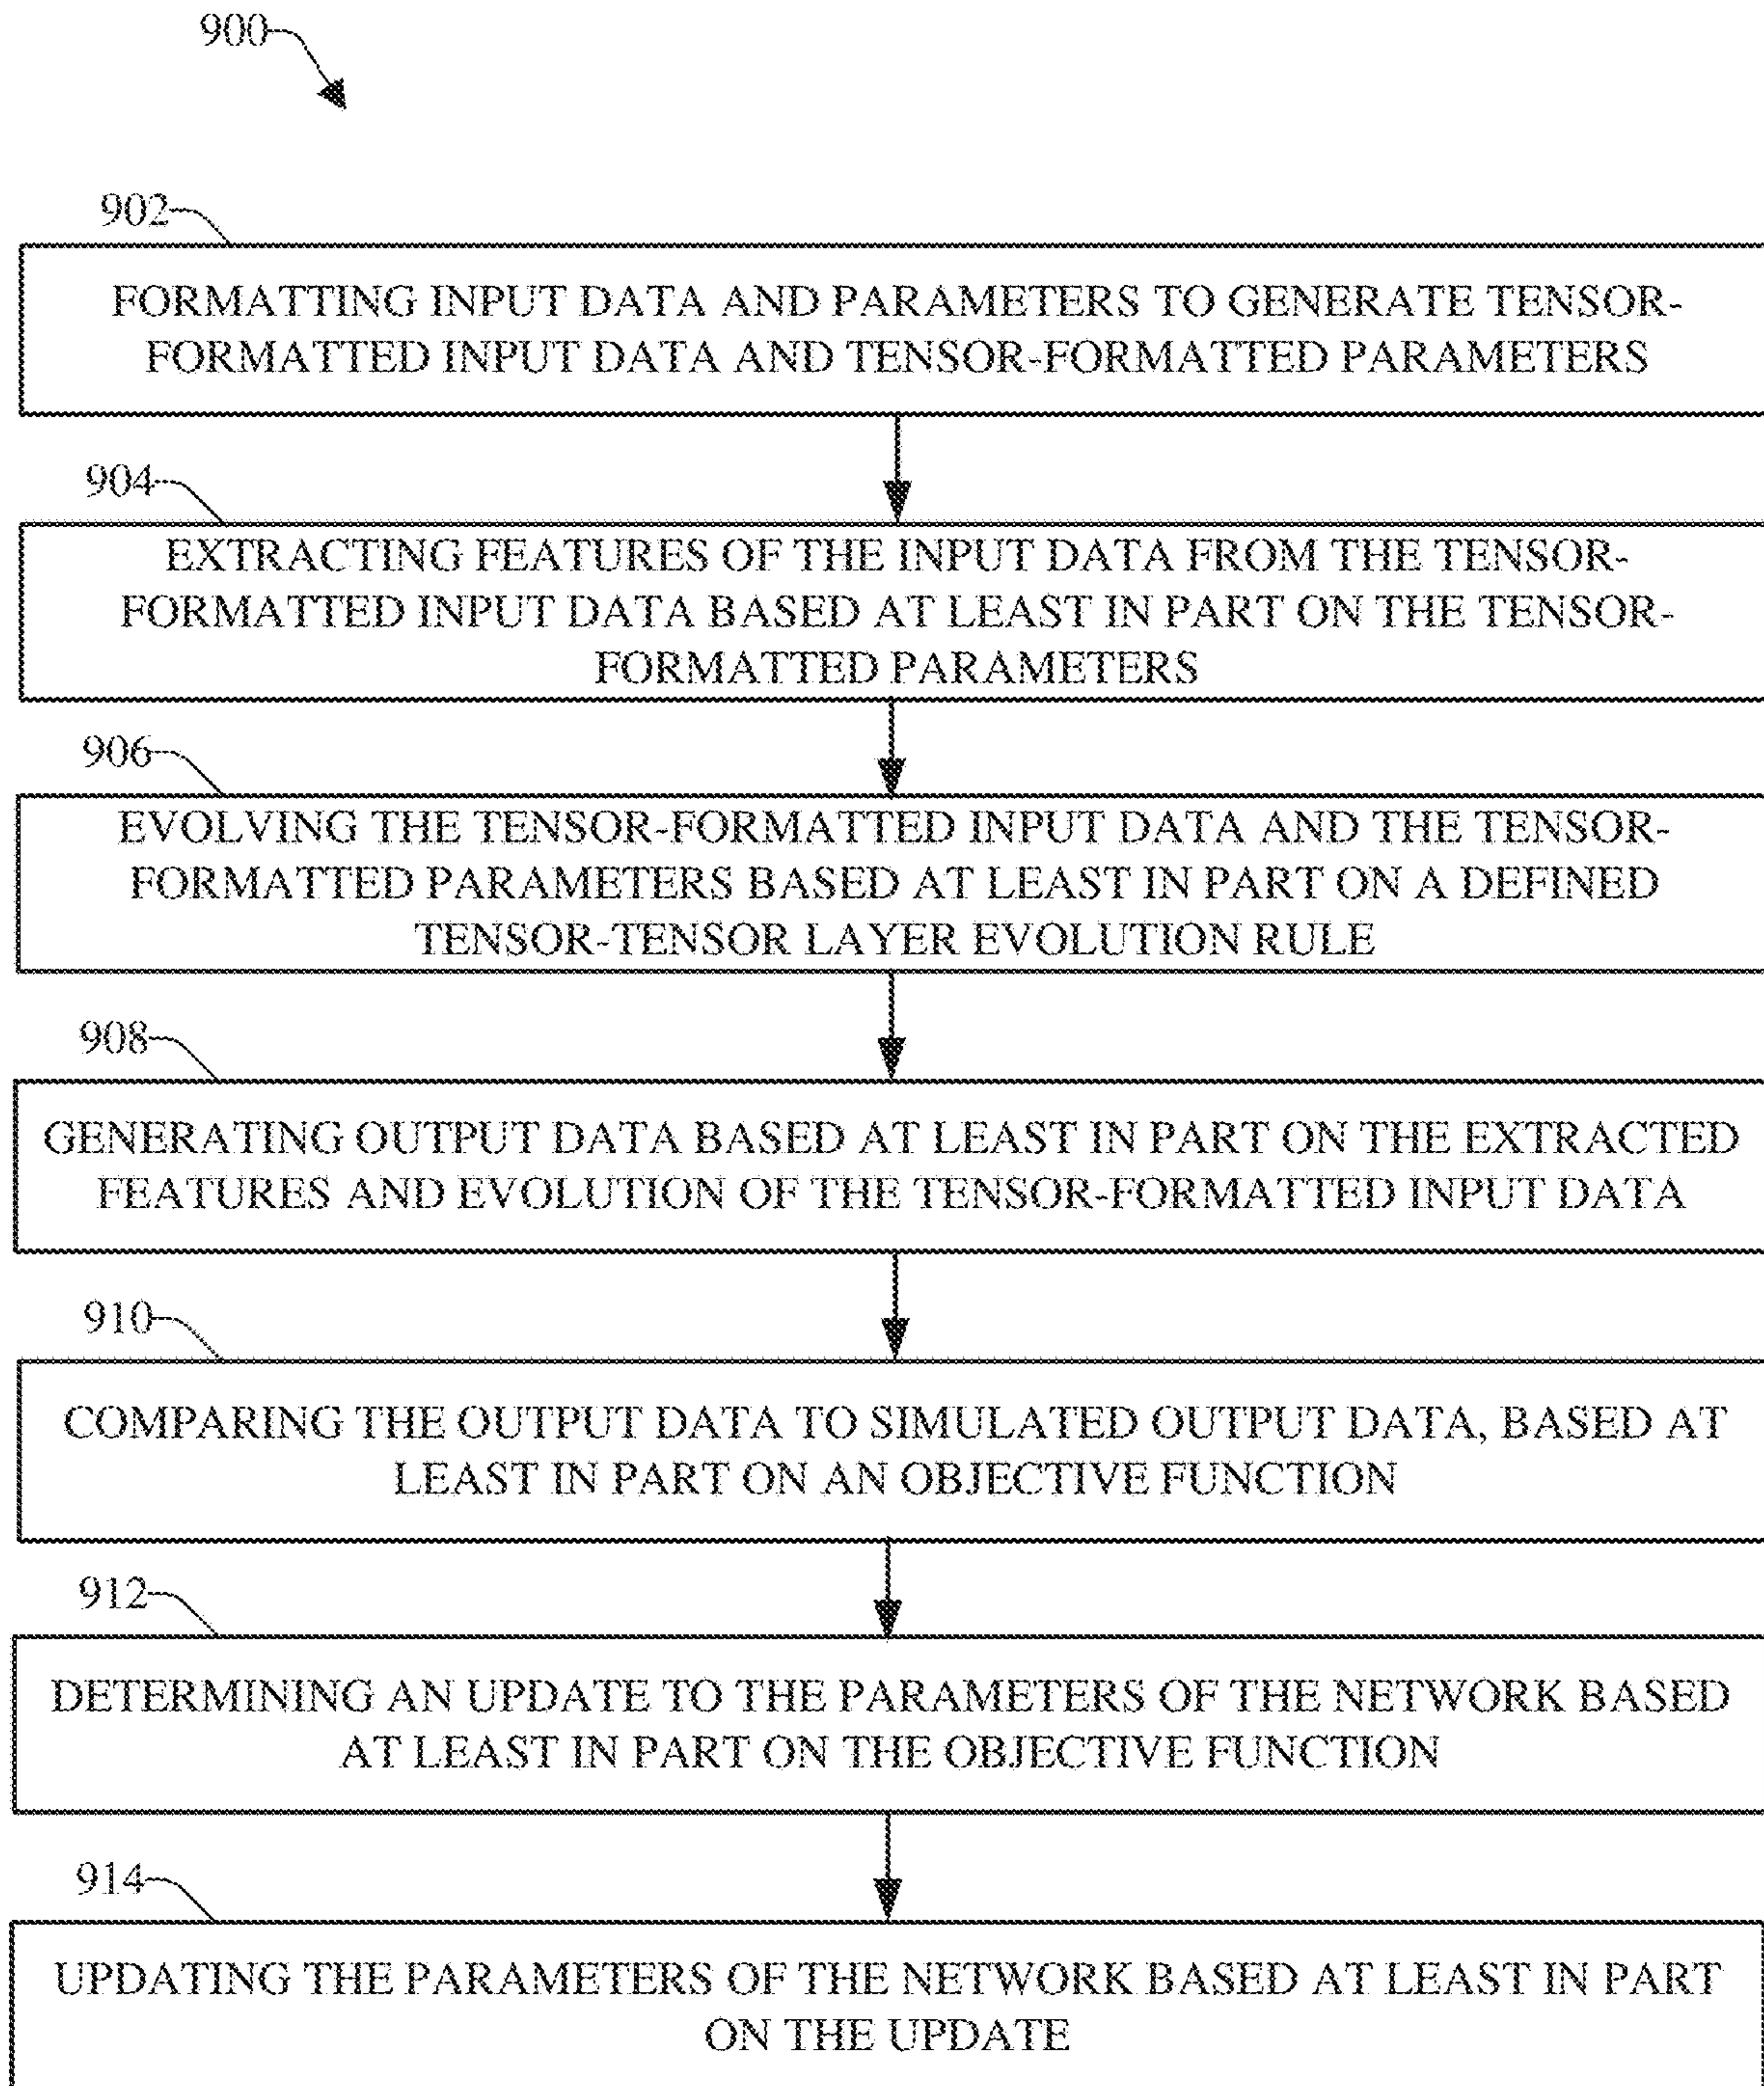 900
902
FORMATTING INPUT DATA AND PARAMETERS TO GENERATE TENSOR-
FORMATTED INPUT DATA AND TENSOR-FORMATTED PARAMETERS
904
EXTRACTING FEATURES OF THE INPUT DATA FROM THE TENSOR-
FORMATTED INPUT DATA BASED AT LEAST IN PART ON THE TENSOR-
FORMATTED PARAMETERS
906
EVOLVING THE TENSOR-FORMATTED INPUT DATA AND THE TENSOR-
FORMATTED PARAMETERS BASED AT LEAST IN PART ON A DEFINED
TENSOR-TENSOR LAYER EVOLUTION RULE
908
GENERATING OUTPUT DATA BASED AT LEAST IN PART ON THE EXTRACTED
FEATURES AND EVOLUTION OF THE TENSOR-FORMATTED INPUT DATA
910
COMPARING THE OUTPUT DATA TO SIMULATED OUTPUT DATA, BASED AT
LEAST IN PART ON AN OBJECTIVE FUNCTION
912
DETERMINING AN UPDATE TO THE PARAMETERS OF THE NETWORK BASED
AT LEAST IN PART ON THE OBJECTIVE FUNCTION
914
UPDATING THE PARAMETERS OF THE NETWORK BASED AT LEAST IN PART
ON THE UPDATE